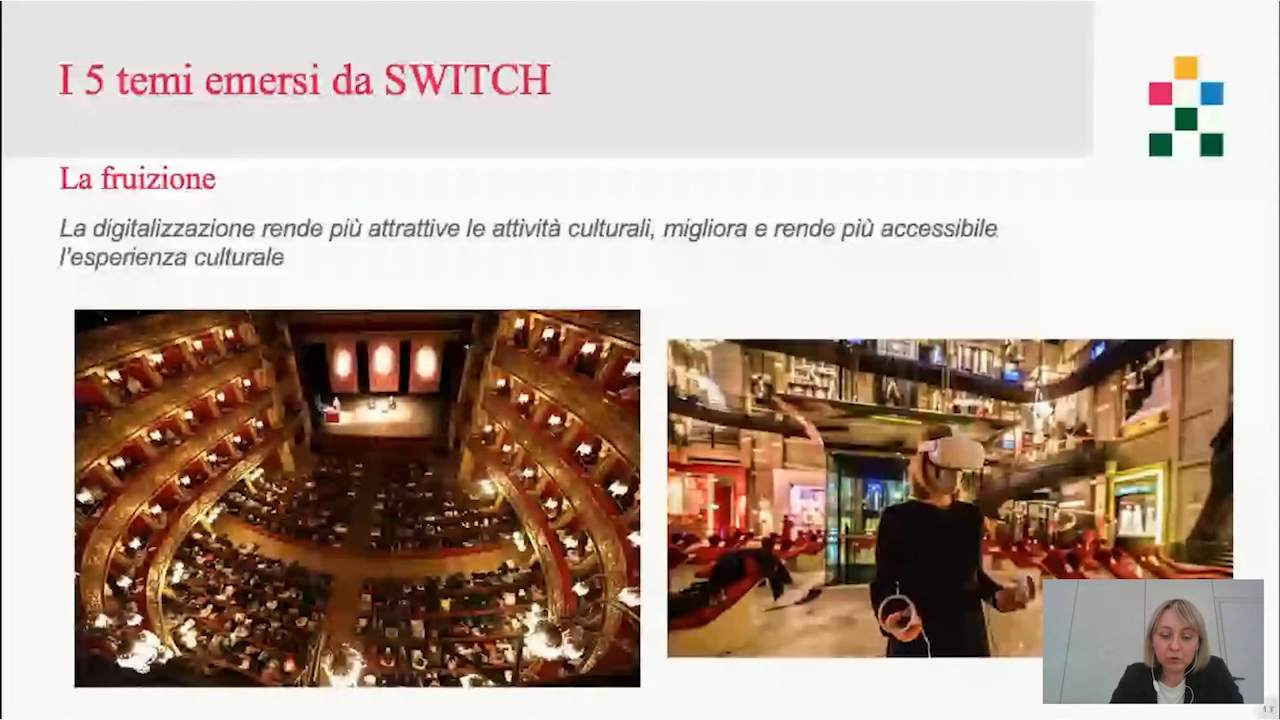 I 5 temi emersi da SWITCH
La fruizione
La digitalizzazione rende più attrattive le attività culturali, migliora e rende più accessibile
l'esperienza culturale